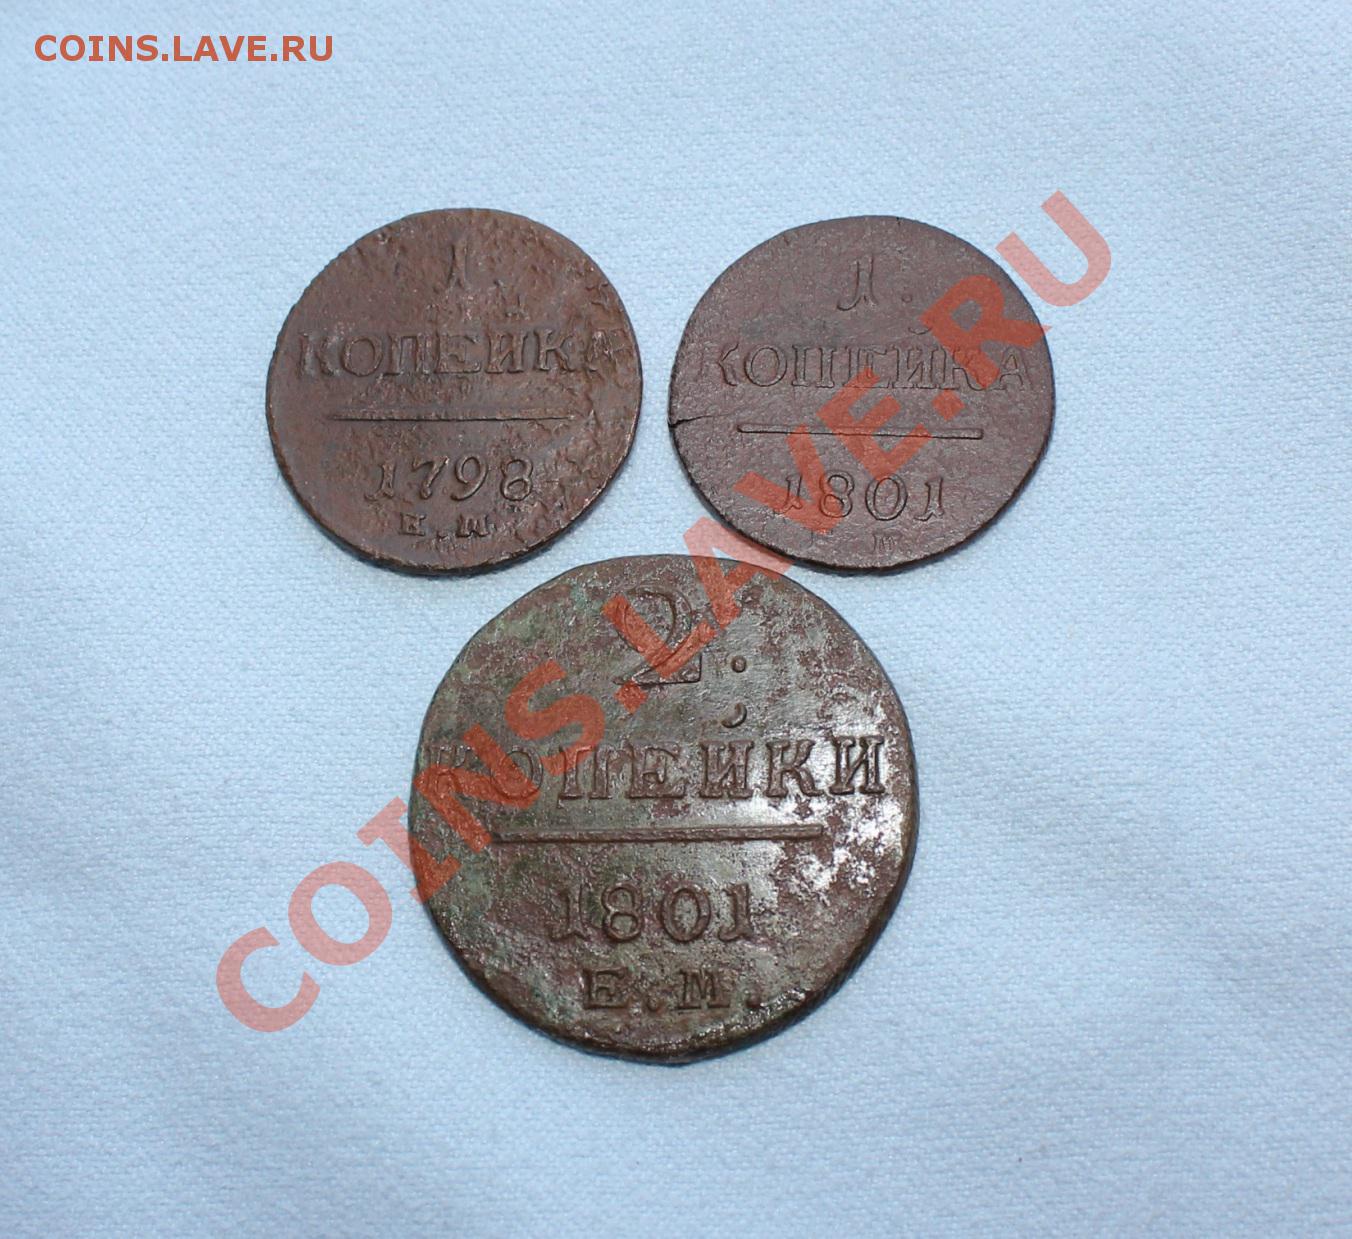 COINS.LAVE.RU
1
КОПЕЙКА
1798
Е.М.
1.
КОПЕЙКА
1801
2.
КОПЕЙКИ
1801
Е.М.
COINS.LAVE.RU